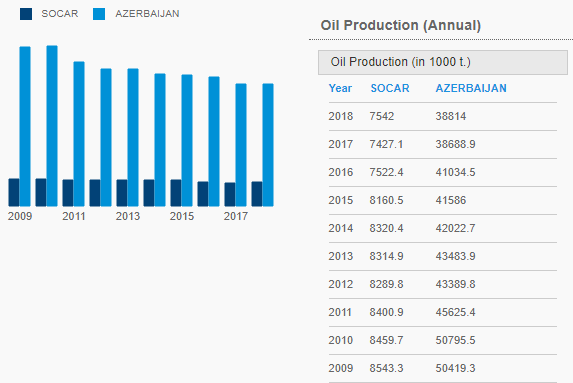 SOCAR AZERBAIJAN
2009 2011 2013 2015 2017
Oil Production (Annual)
Oil Production (in 1000 t.)
Year SOCAR AZERBAIJAN
2018 7542 38814
2017 7427.1 38688.9
2016 7522.4 41034.5
2015 8160.5 41586
2014 8320.4 42022.7
2013 8314.9 43483.9
2012 8289.8 43389.8
2011 8400.9 45625.4
2010 8459.7 50795.5
2009 8543.3 50419.3